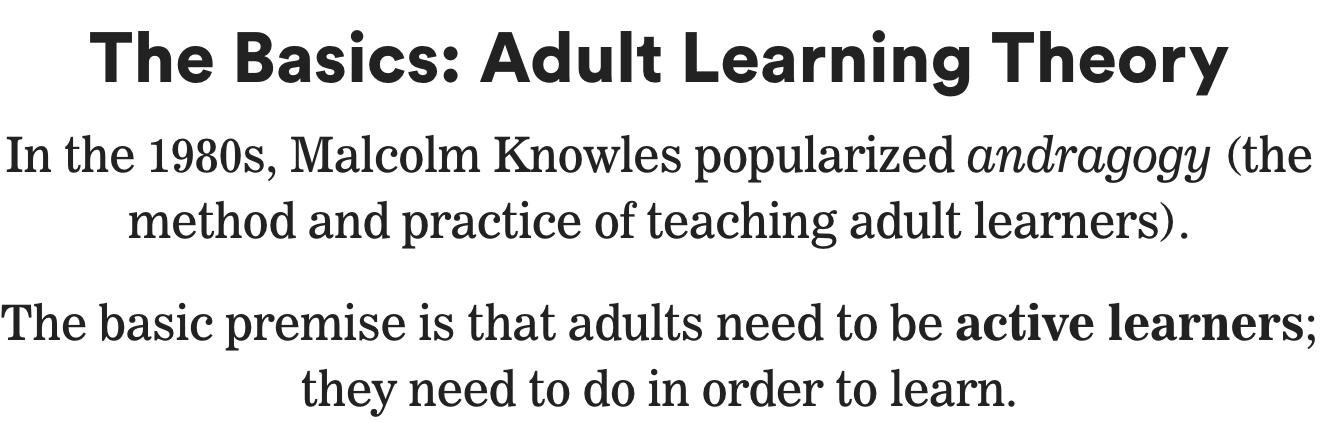 The Basics: Adult Learning Theory
In the 1980s, Malcolm Knowles popularized andragogy (the
method and practice of teaching adult learners).
The basic premise is that adults need to be active learners;
they need to do in order to learn.